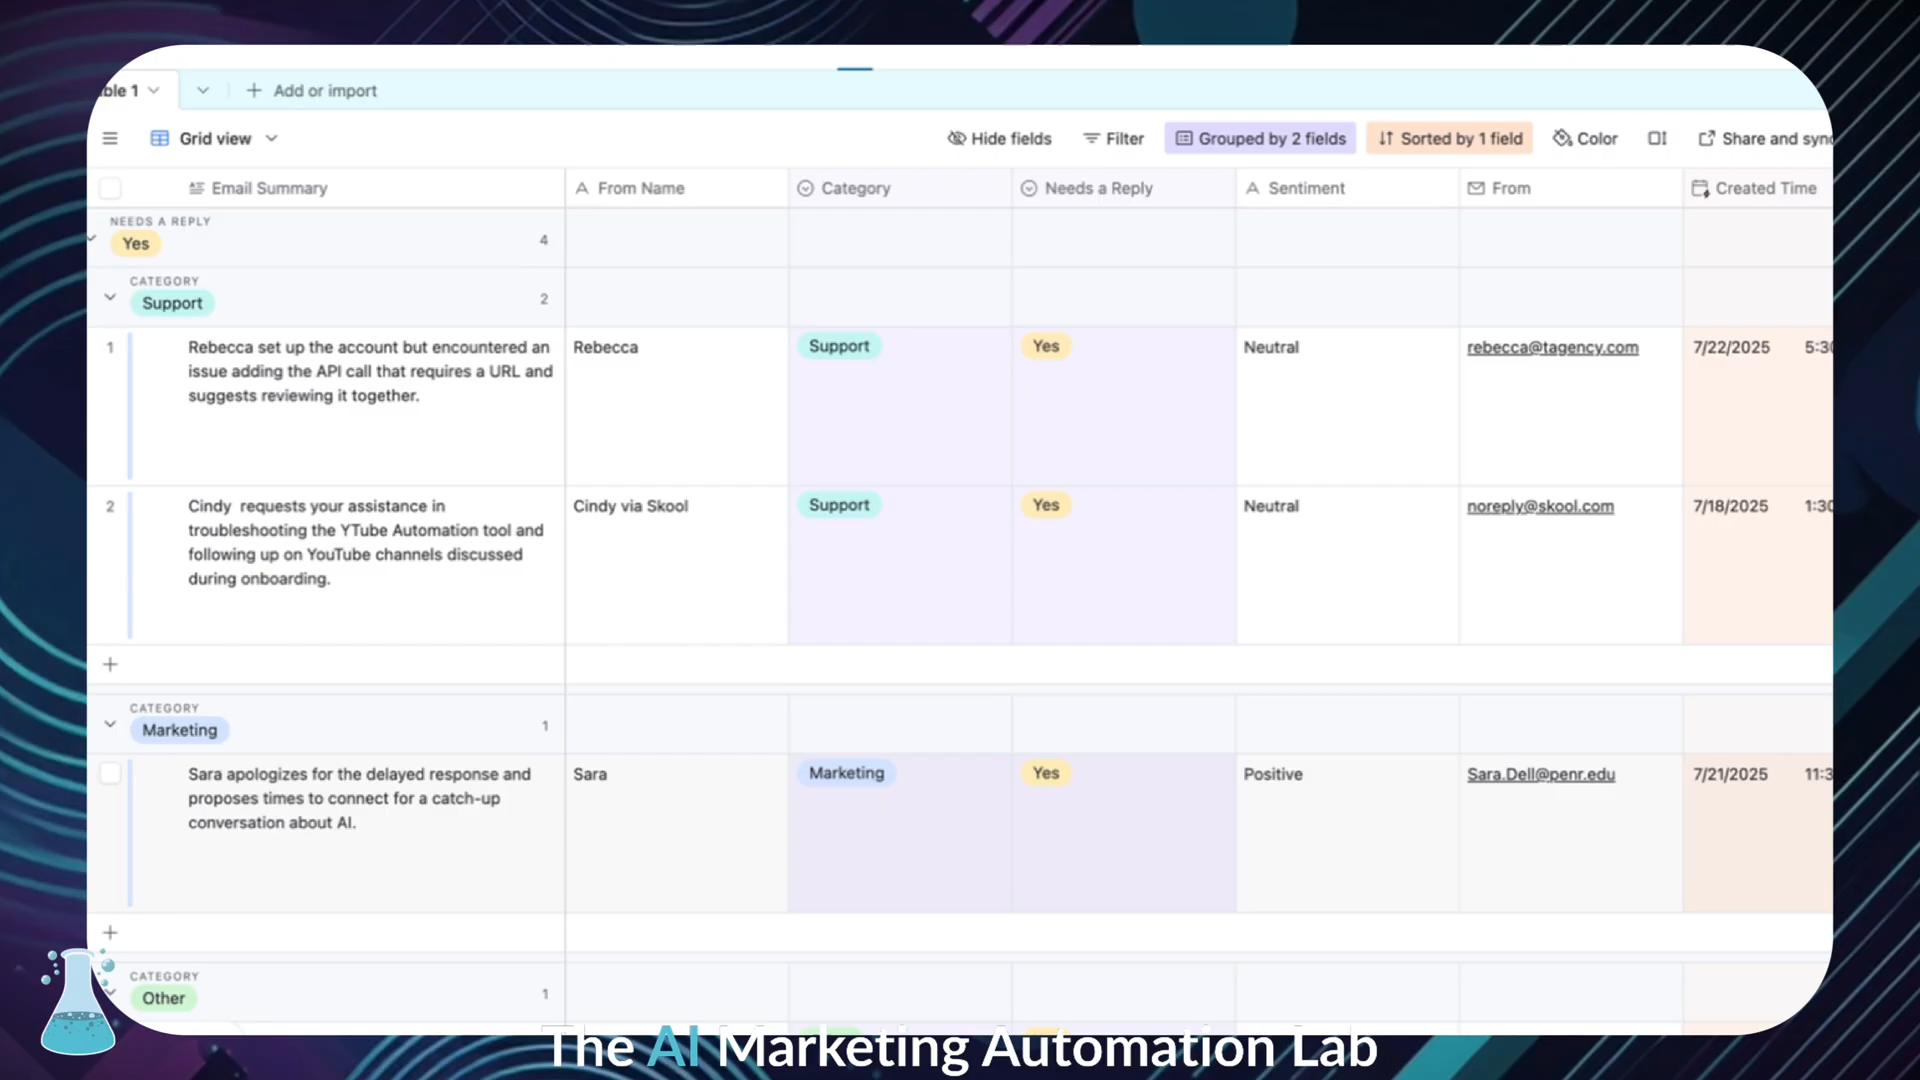 ble 1
Add or import
Grid view
Hide fields
Filter
Grouped by 2 fields
Sorted by 1 field
Color
Share and sync
Email Summary
From Name
Category
Needs a Reply
Sentiment
From
Created Time
NEEDS A REPLY
Yes
4
CATEGORY
Support
2
1
Rebecca set up the account but encountered an
issue adding the API call that requires a URL and
suggests reviewing it together.
Rebecca
Support
Yes
Neutral
rebecca@tagency.com
7/22/2025
5:30
2
Cindy requests your assistance in
troubleshooting the YTube Automation tool and
following up on YouTube channels discussed
during onboarding.
Cindy via Skool
Support
Yes
Neutral
noreply@skool.com
7/18/2025
1:30
CATEGORY
Marketing
1
Sara apologizes for the delayed response and
proposes times to connect for a catch-up
conversation about AI.
Sara
Marketing
Yes
Positive
Sara.Dell@penr.edu
7/21/2025
11:3
CATEGORY
Other
1
The AI Marketing Automation Lab